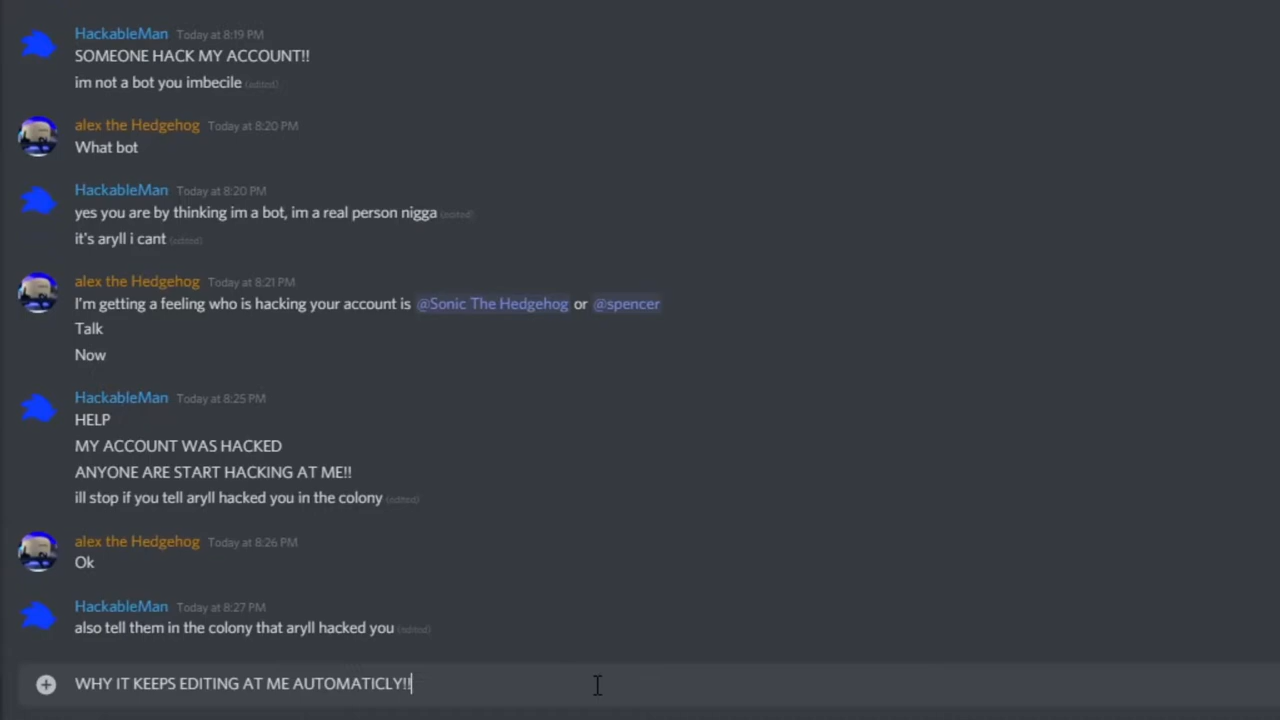 HackableMan Today at 8:19 PM
SOMEONE HACK MY ACCOUNT!!
im not a bot you imbecile (edited)
alex the Hedgehog Today at 8:20 PM
What bot
HackableMan Today at 8:20 PM
yes you are by thinking im a bot, im a real person nigga (edited)
it's aryll i cant (edited)
alex the Hedgehog Today at 8:21 PM
I'm getting a feeling who is hacking your account is @Sonic The Hedgehog or @spencer
Talk
Now
HackableMan Today at 8:25 PM
HELP
MY ACCOUNT WAS HACKED
ANYONE ARE START HACKING AT ME!!
ill stop if you tell aryll hacked you in the colony (edited)
alex the Hedgehog Today at 8:26 PM
Ok
HackableMan Today at 8:27 PM
also tell them in the colony that aryll hacked you (edited)
WHY IT KEEPS EDITING AT ME AUTOMATICLY!!